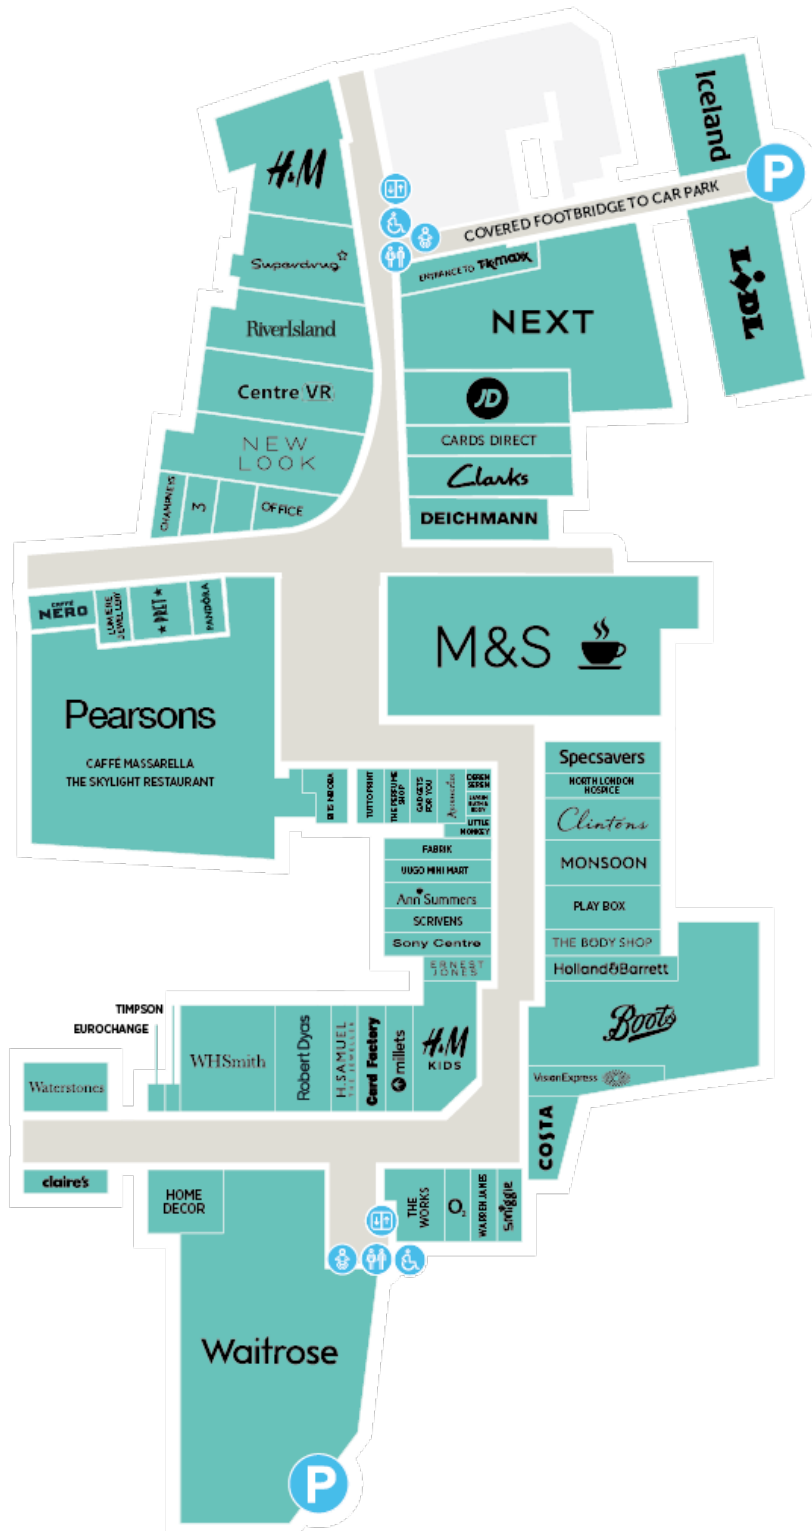 Iceland
P
H&M
COVERED FOOTBRIDGE TO CAR PARK
Superdrug
ENTRANCE TO TK maxx
LiDL
NEXT
RiverIsland
Centre VR
JD
NEW
LOOK
CARDS DIRECT
Clarks
CHAMPNEYS
3
OFFICE
DEICHMANN
CAFFÈ
NERO
LUMIERE
JEWELLERY
PRET
PANDÖRA
M&S
Pearsons
CAFFÉ MASSARELLA
THE SKYLIGHT RESTAURANT
Specsavers
NORTH LONDON
HOSPICE
TUTTO PRINT
THE PERFUME
SHOP
GADGETS
FOR YOU
LITTLE
MONKEY
Clintons
FABRIK
UUGO MINI MART
MONSOON
Ann Summers
SCRIVENS
PLAY BOX
Sony Centre
THE BODY SHOP
ERNEST
JONES
Holland&Barrett
TIMPSON
EUROCHANGE
WHSmith
Robert Dyas
H.SAMUEL
THE JEWELLER
Card Factory
millets
H&M
KIDS
Boots
VisionExpress
Waterstones
COSTA
claire's
HOME
DECOR
THE
WORKS
O2
WARREN JAMES
Smiggle
Waitrose
P